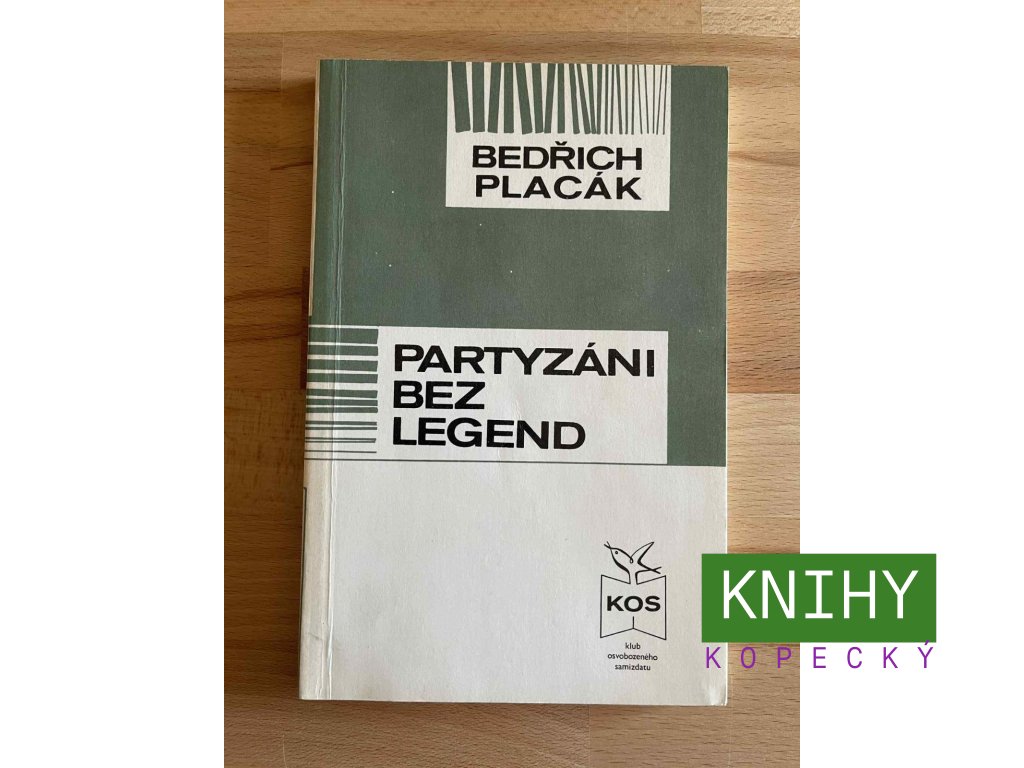 BEDŘICH
PLACÁK
PARTYZÁNI
BEZ
LEGEND
KOS
klub
osvobozeného
samizdatu
KNIHY
KOPECKÝ